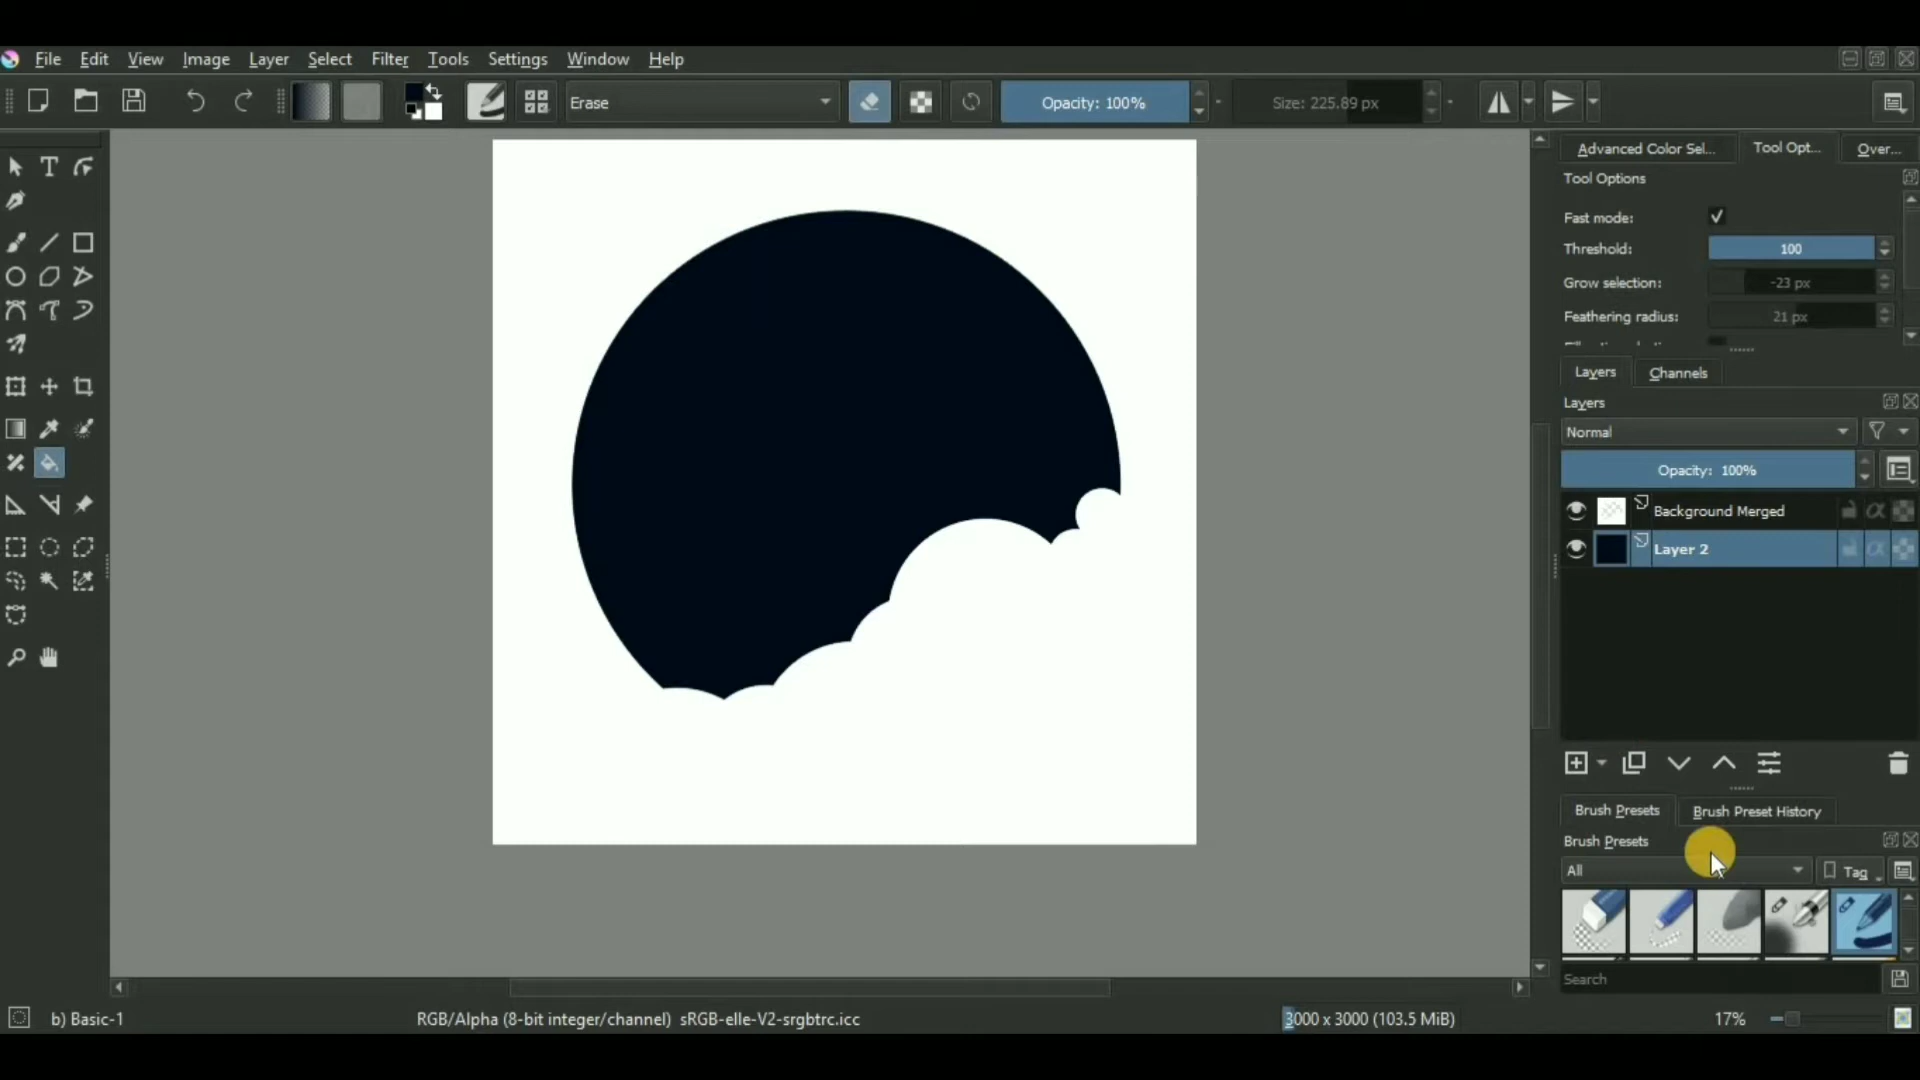 File Edit View Image Layer Select Filter Tools Settings Window Help
Erase Opacity: 100% Size: 225.89 px
Advanced Color Sel... Tool Opt... Over...
Tool Options
Fast mode:
Threshold: 100
Grow selection: -23 px
Feathering radius: 21 px
Layers Channels
Layers
Normal
Opacity: 100%
Background Merged
Layer 2
Brush Presets Brush Preset History
Brush Presets
All Tag
Search
b) Basic-1 RGB/Alpha (8-bit integer/channel) sRGB-elle-V2-srgbtrc.icc 3000 x 3000 (103.5 MiB) 17%